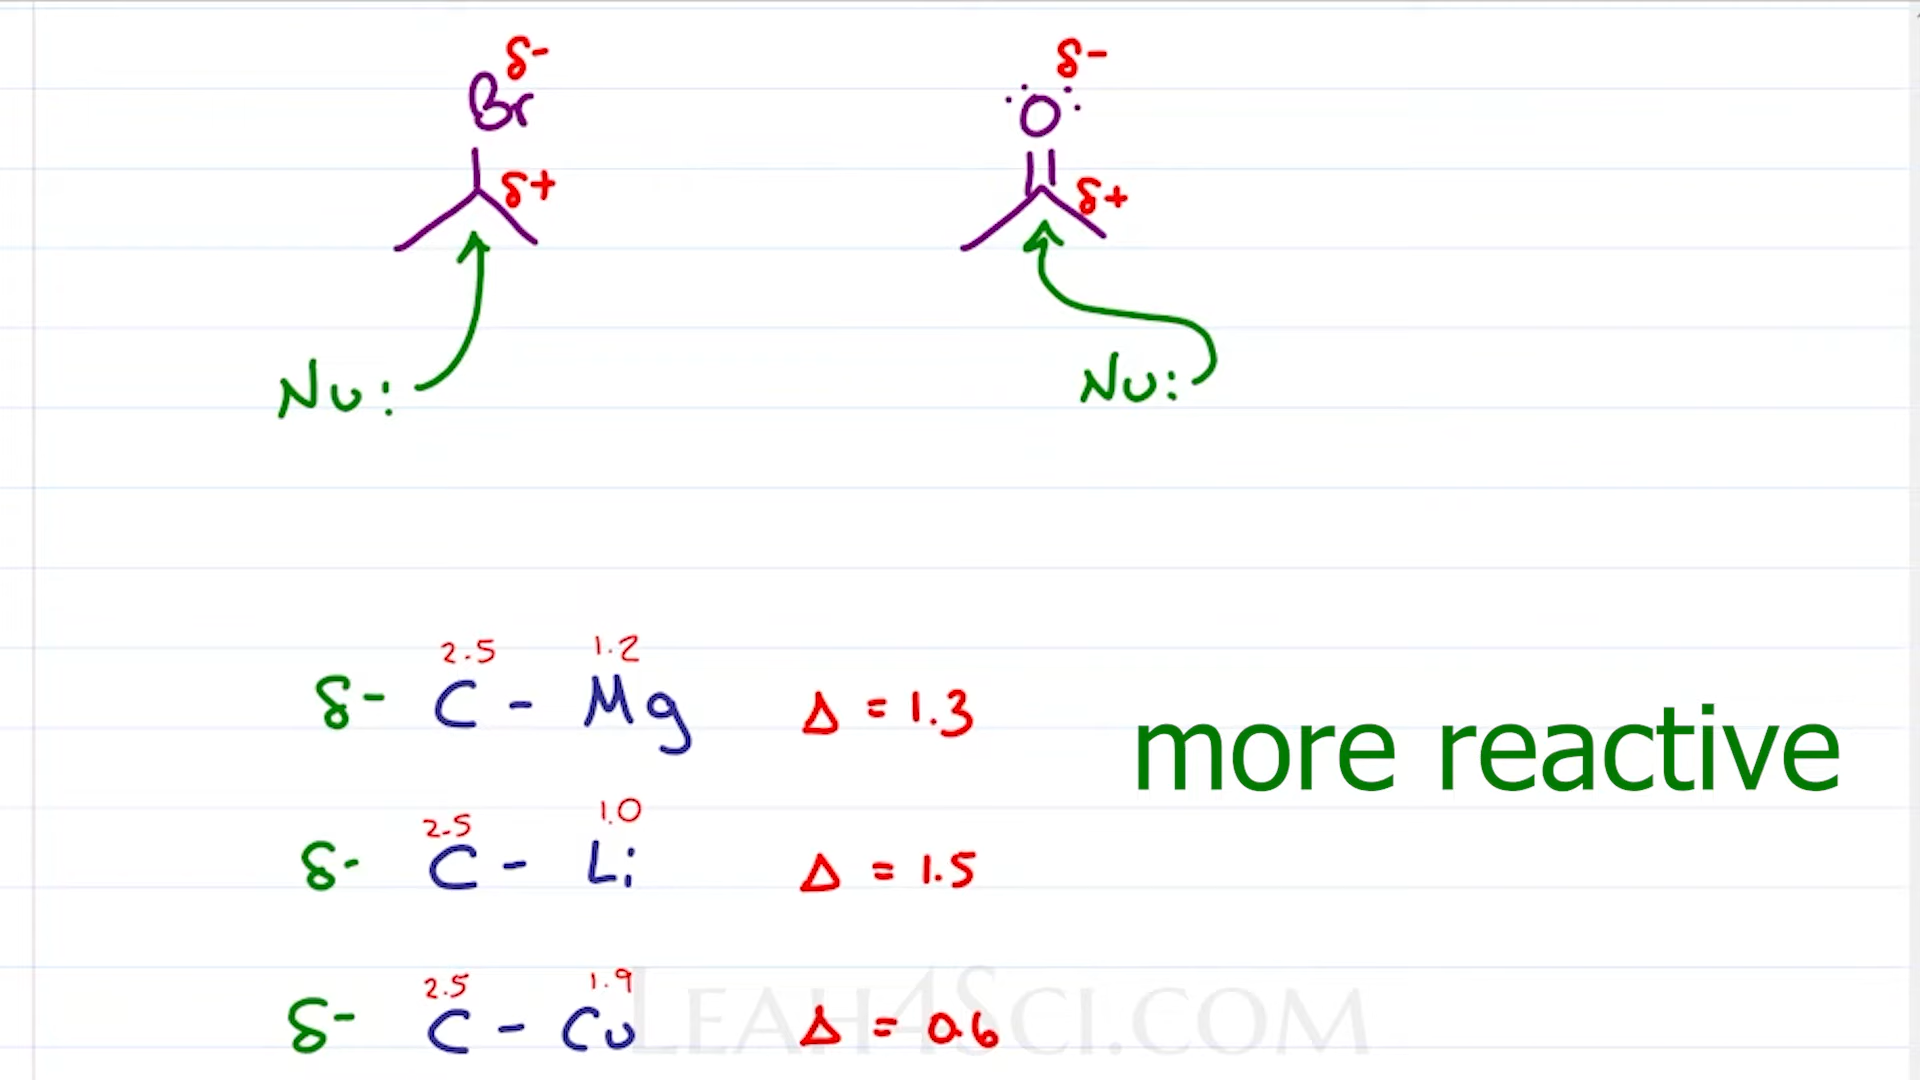 δ- δ-
Br :O:
δ+ δ+
Nu: Nu:
2.5 1.2
δ- C - Mg Δ = 1.3
more reactive
2.5 1.0
δ- C - Li Δ = 1.5
2.5 1.9
δ- C - Cu Δ = 0.6
LEAH4SCI.COM